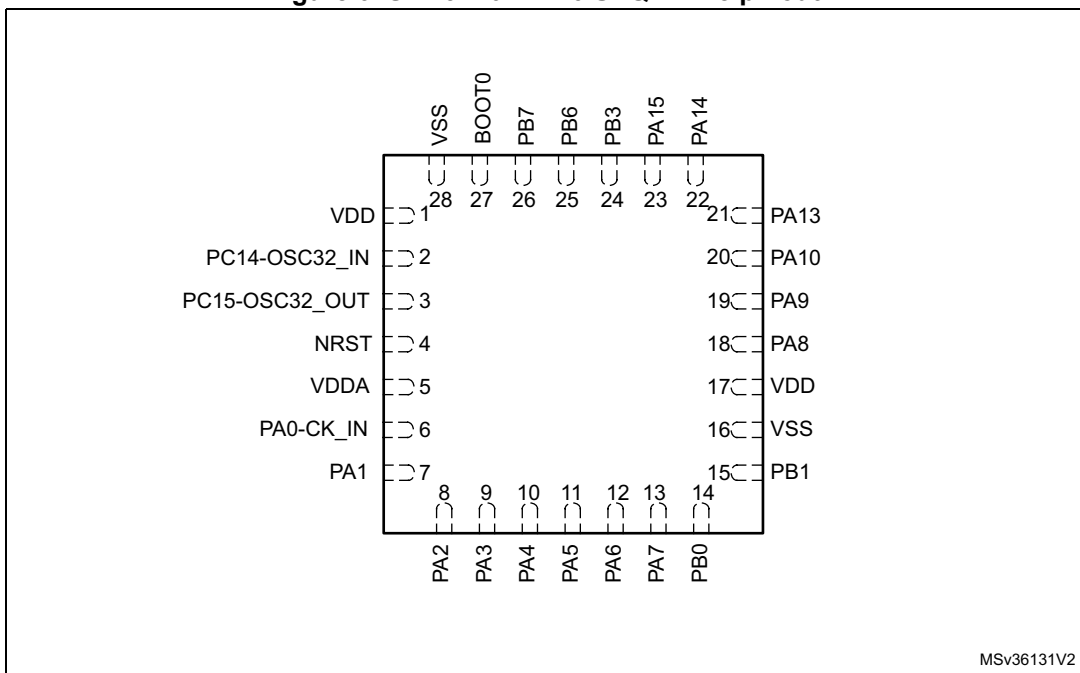 VSS
BOOT0
PB7
PB6
PB3
PA15
PA14
28 27 26 25 24 23 22
VDD 1
21 PA13
PC14-OSC32_IN 2
20 PA10
PC15-OSC32_OUT 3
19 PA9
NRST 4
18 PA8
VDDA 5
17 VDD
PA0-CK_IN 6
16 VSS
PA1 7
15 PB1
8 9 10 11 12 13 14
PA2
PA3
PA4
PA5
PA6
PA7
PB0
MSv36131V2